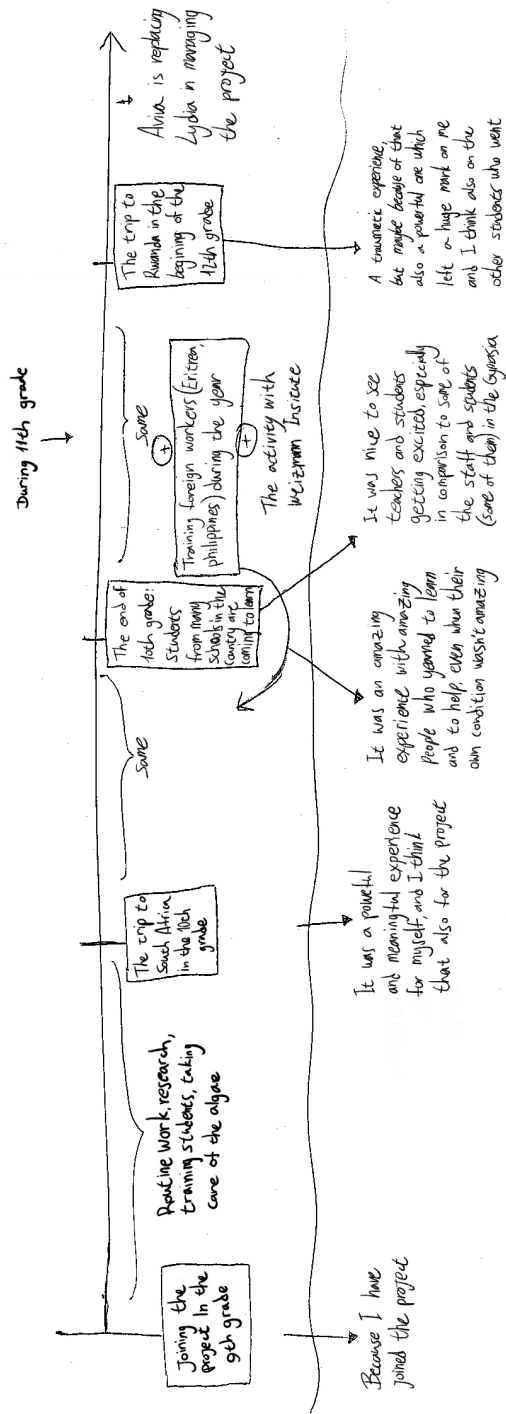 During 11th grade
Joining the
project In the
9th grade
Routine work, research,
training students, taking
care of the algae
The trip to
South Africa
in the 10th
grade
Same
The end of
10th grade:
Students
from many
schools in the
country are
coming to learn
Same
+
Training foreign workers (Eritrea,
philippines) during the year
+
The activity with
Weizmann Insitute
The trip to
Rwanda in the
begining of the
12th grade
Aviva is replacing
Lydia in managing
the project
Because I have
joined the project
It was a poweful
and meaningful experience
for myself, and I think
that also for the project
It was an amazing
experience with amazing
people who yearned to learn
and to help, even when their
own condition wasn't amazing
It was nice to see
teachers and students
getting excited, especially
in comparison to some of
the staff and students
(some of them) in the Gymnasia
A traumatic experience,
but maybe because of that
also a powerful one which
left a huge mark on me
and I think also on the
other students who went